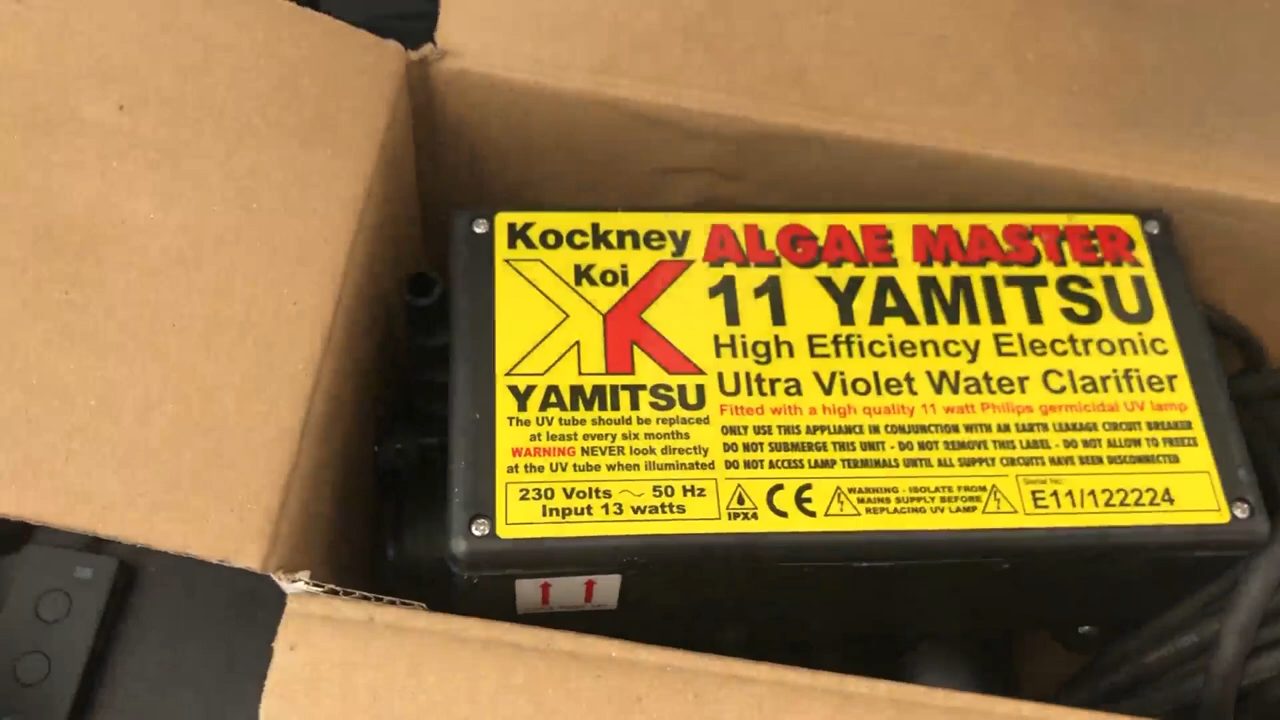 Kockney
Koi
YAMITSU
The UV tube should be replaced
at least every six months
WARNING NEVER look directly
at the UV tube when illuminated
230 Volts ~ 50 Hz
Input 13 watts
ALGAE MASTER
11 YAMITSU
High Efficiency Electronic
Ultra Violet Water Clarifier
Fitted with a high quality 11 watt Philips germicidal UV lamp
ONLY USE THIS APPLIANCE IN CONJUNCTION WITH AN EARTH LEAKAGE CIRCUIT BREAKER
DO NOT SUBMERGE THIS UNIT - DO NOT REMOVE THIS LABEL - DO NOT ALLOW TO FREEZE
DO NOT ACCESS LAMP TERMINALS UNTIL ALL SUPPLY CIRCUITS HAVE BEEN DISCONNECTED
IPX4
CE
WARNING - ISOLATE FROM
MAINS SUPPLY BEFORE
REPLACING UV LAMP
Serial No:
E11/122224